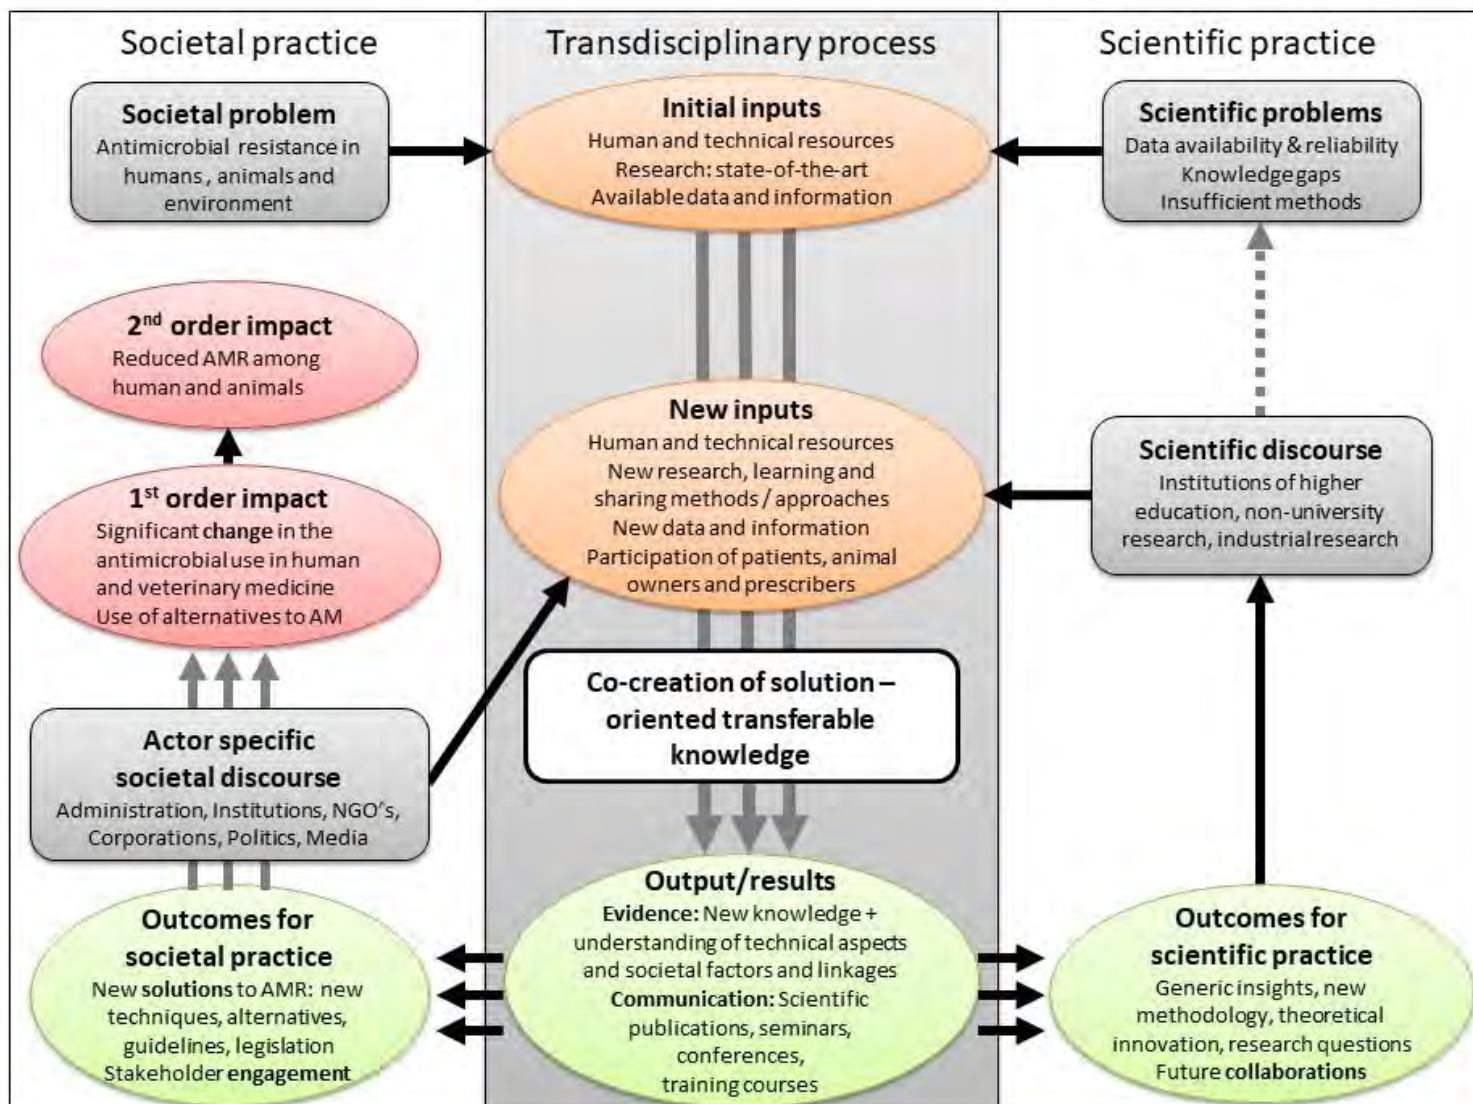 Societal practice
Transdisciplinary process
Scientific practice
Societal problem
Antimicrobial resistance in
humans , animals and
environment
Initial inputs
Human and technical resources
Research: state-of-the-art
Available data and information
Scientific problems
Data availability & reliability
Knowledge gaps
Insufficient methods
2nd order impact
Reduced AMR among
human and animals
New inputs
Human and technical resources
New research, learning and
sharing methods / approaches
New data and information
Participation of patients, animal
owners and prescribers
Scientific discourse
Institutions of higher
education, non-university
research, industrial research
1st order impact
Significant change in the
antimicrobial use in human
and veterinary medicine
Use of alternatives to AM
Co-creation of solution –
oriented transferable
knowledge
Actor specific
societal discourse
Administration, Institutions, NGO's,
Corporations, Politics, Media
Outcomes for
societal practice
New solutions to AMR: new
techniques, alternatives,
guidelines, legislation
Stakeholder engagement
Output/results
Evidence: New knowledge +
understanding of technical aspects
and societal factors and linkages
Communication: Scientific
publications, seminars,
conferences,
training courses
Outcomes for
scientific practice
Generic insights, new
methodology, theoretical
innovation, research questions
Future collaborations